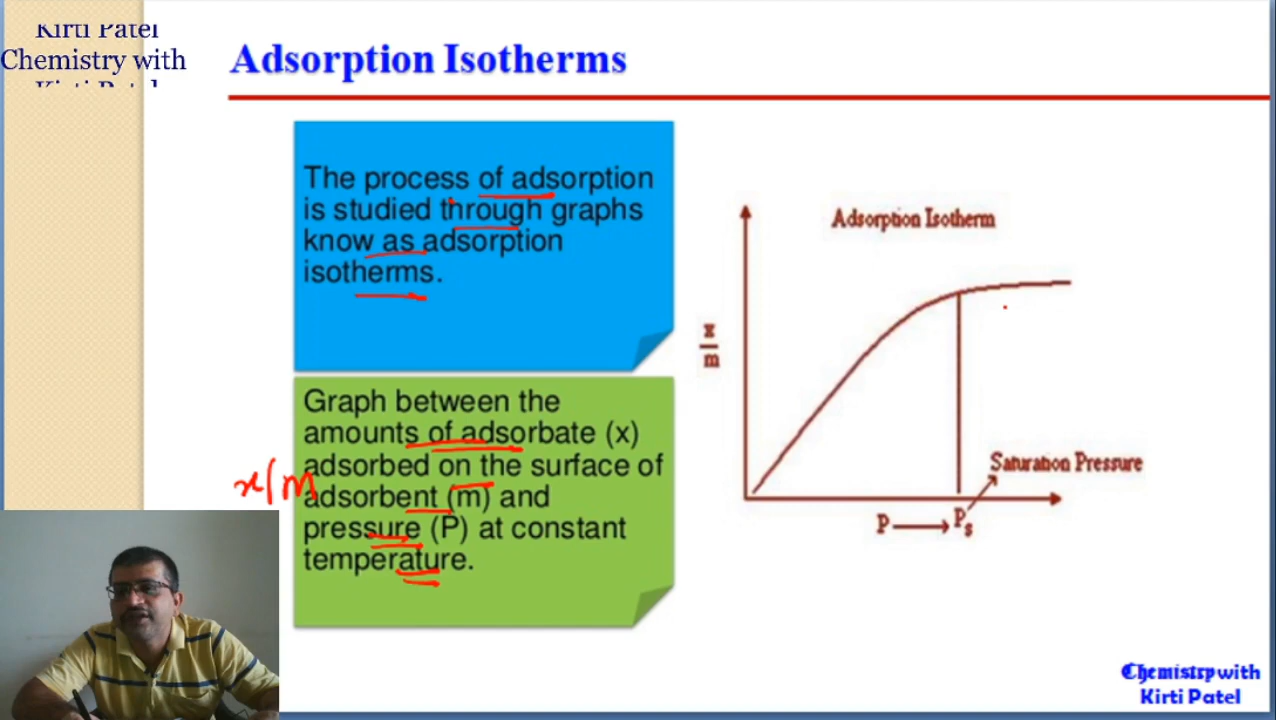 Kirti Patel
Chemistry with
Kirti Patel
Adsorption Isotherms
The process of adsorption
is studied through graphs
know as adsorption
isotherms.
Graph between the
amounts of adsorbate (x)
adsorbed on the surface of
adsorbent (m) and
pressure (P) at constant
temperature.
x/m
Adsorption Isotherm
x
m
Saturation Pressure
P
Ps
Chemistry with
Kirti Patel